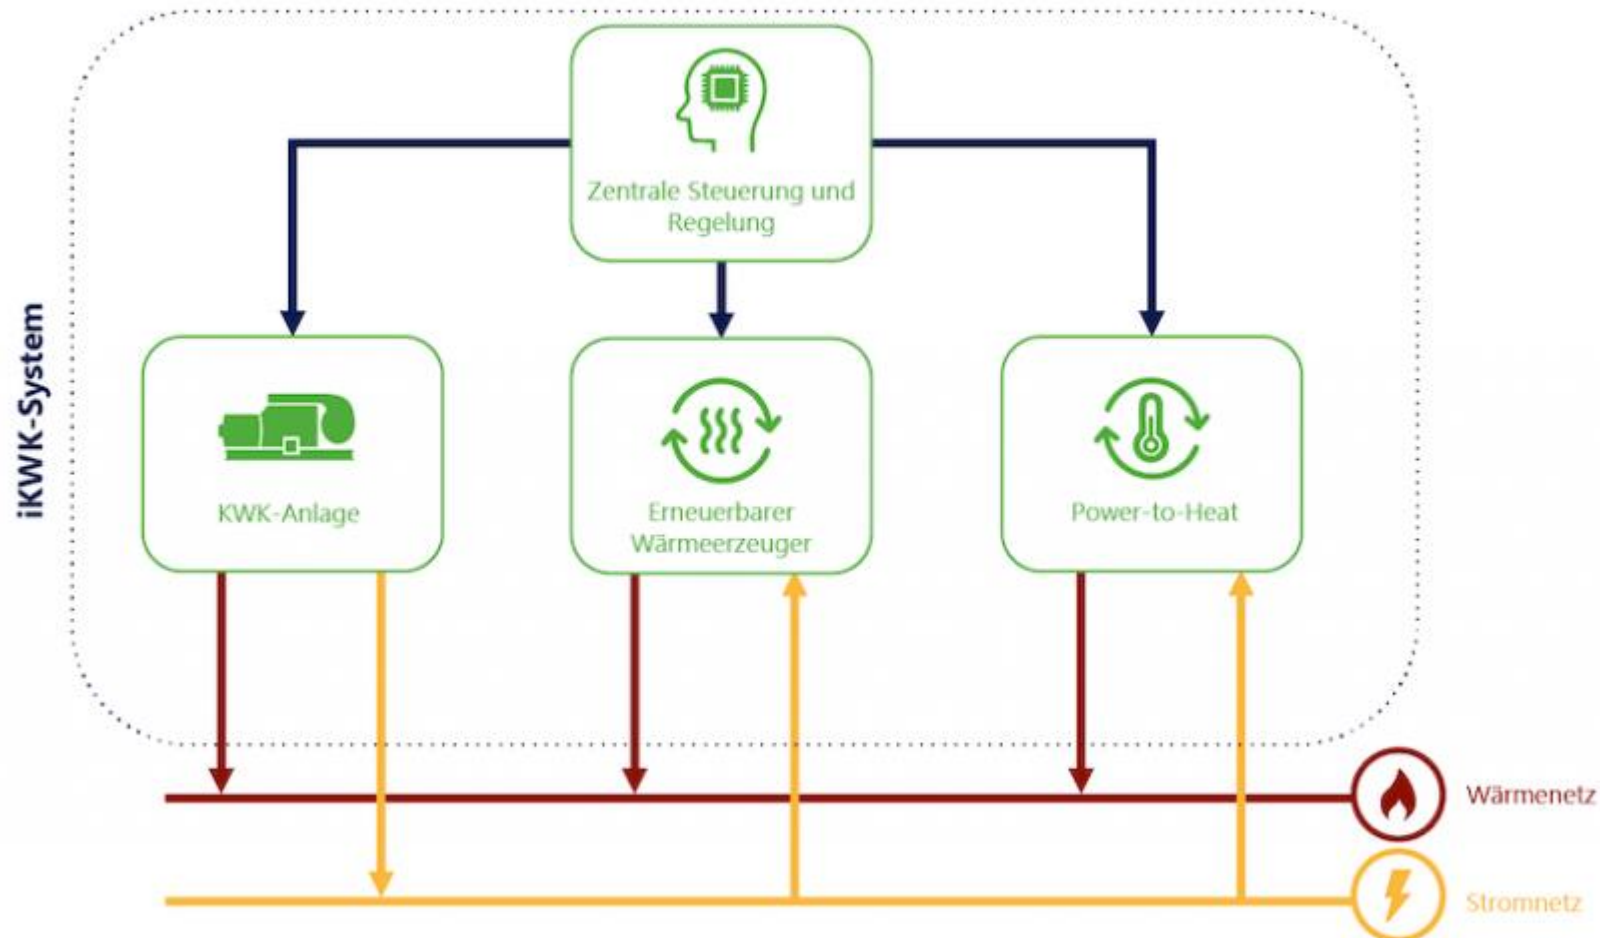 Zentrale Steuerung und
Regelung
iKWK-System
KWK-Anlage
Erneuerbarer
Wärmeerzeuger
Power-to-Heat
Wärmenetz
Stromnetz